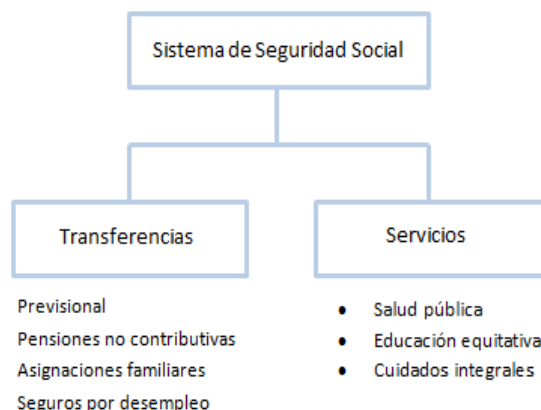 Sistema de Seguridad Social
Transferencias
Previsional
Pensiones no contributivas
Asignaciones familiares
Seguros por desempleo
Servicios
• Salud pública
• Educación equitativa
• Cuidados integrales